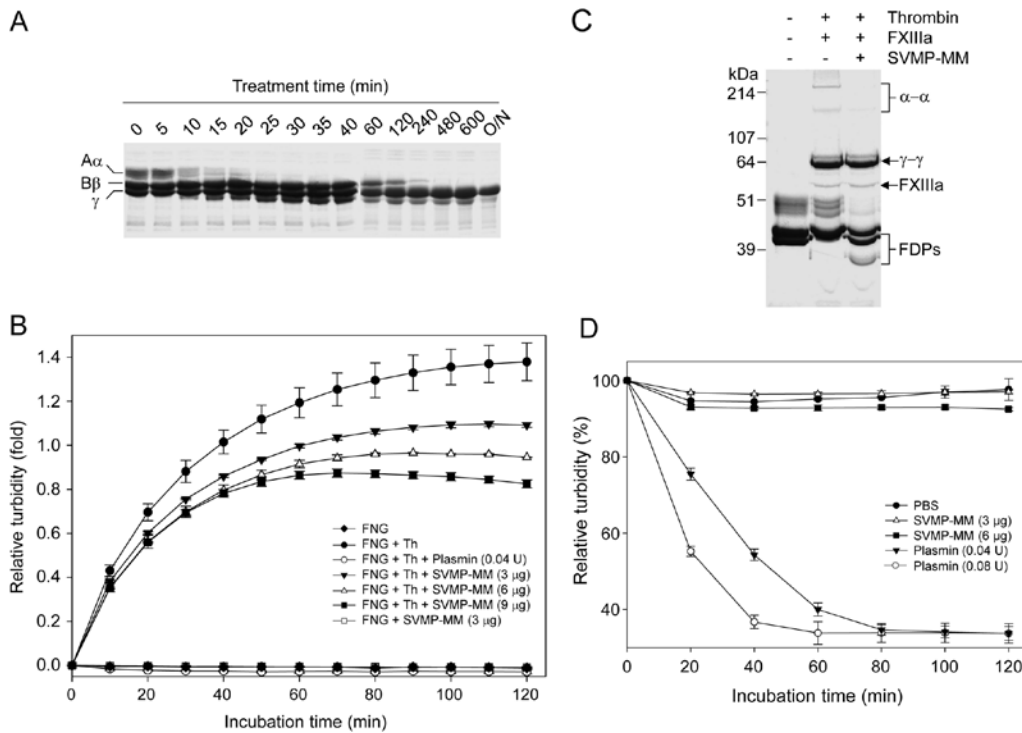 A
Treatment time (min)
0 5 10 15 20 25 30 35 40 60 120 240 480 600 O/N
Aα
Bβ
γ
C
- + + Thrombin
- + + FXIIIa
- - + SVMP-MM
kDa
214
107
64
51
39
α-α
γ-γ
FXIIIa
FDPs
B
Relative turbidity (fold)
1.4
1.2
1.0
0.8
0.6
0.4
0.2
0.0
0 20 40 60 80 100 120
Incubation time (min)
FNG
FNG + Th
FNG + Th + Plasmin (0.04 U)
FNG + Th + SVMP-MM (3 µg)
FNG + Th + SVMP-MM (6 µg)
FNG + Th + SVMP-MM (9 µg)
FNG + SVMP-MM (3 µg)
D
Relative turbidity (%)
100
80
60
40
0 20 40 60 80 100 120
Incubation time (min)
PBS
SVMP-MM (3 µg)
SVMP-MM (6 µg)
Plasmin (0.04 U)
Plasmin (0.08 U)